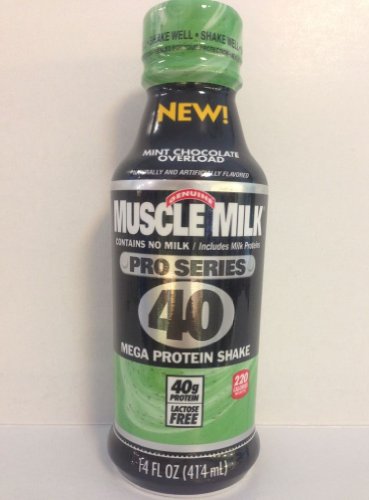 SHAKE WELL • SHAKE WELL •
NEW!
MINT CHOCOLATE
OVERLOAD
NATURALLY AND ARTIFICIALLY FLAVORED
GENUINE
MUSCLE MILK
CONTAINS NO MILK / Includes Milk Proteins
PRO SERIES
40
MEGA PROTEIN SHAKE
40g
PROTEIN
LACTOSE
FREE
220
14 FL OZ (414 mL)